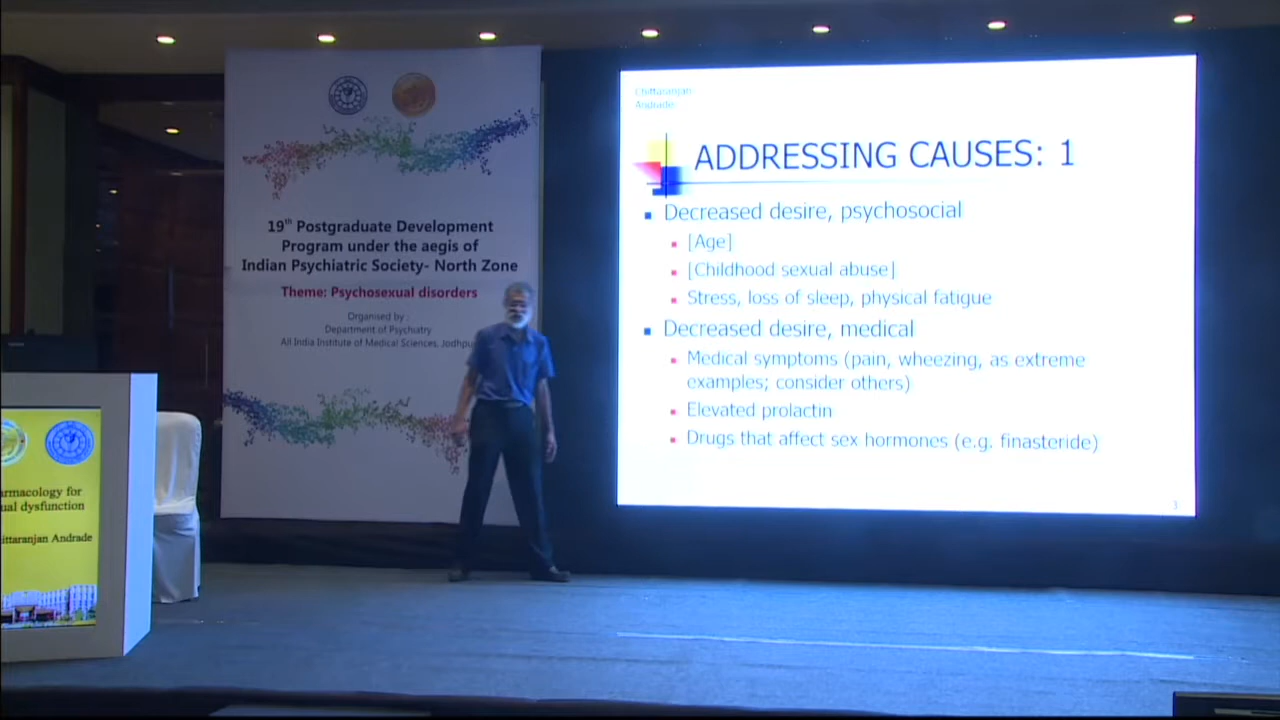 19th Postgraduate Development
Program under the aegis of
Indian Psychiatric Society- North Zone
Theme: Psychosexual disorders
Organised by :
Department of Psychiatry
All India Institute of Medical Sciences, Jodhpu
Chittaranjan
Andrade
ADDRESSING CAUSES: 1
Decreased desire, psychosocial
[Age]
[Childhood sexual abuse]
Stress, loss of sleep, physical fatigue
Decreased desire, medical
Medical symptoms (pain, wheezing, as extreme
examples; consider others)
Elevated prolactin
Drugs that affect sex hormones (e.g. finasteride)
3
armacology for
ual dysfunction
ittaranjan Andrade